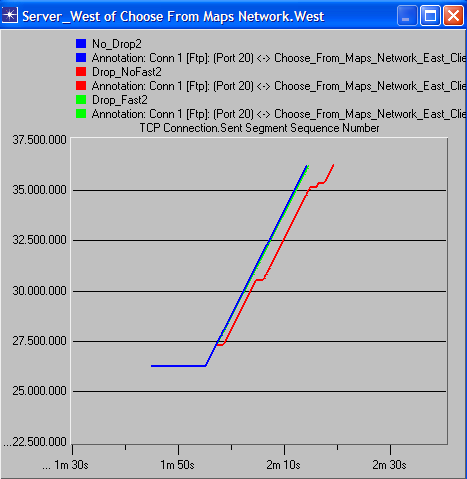 Server_West of Choose From Maps Network.West
No_Drop2
Annotation: Conn 1 [Ftp]: (Port 20) <-> Choose_From_Maps_Network_East_Clie
Drop_NoFast2
Annotation: Conn 1 [Ftp]: (Port 20) <-> Choose_From_Maps_Network_East_Clie
Drop_Fast2
Annotation: Conn 1 [Ftp]: (Port 20) <-> Choose_From_Maps_Network_East_Clie
TCP Connection.Sent Segment Sequence Number
37.500.000
35.000.000
32.500.000
30.000.000
27.500.000
25.000.000
...22.500.000
... 1m 30s 1m 50s 2m 10s 2m 30s